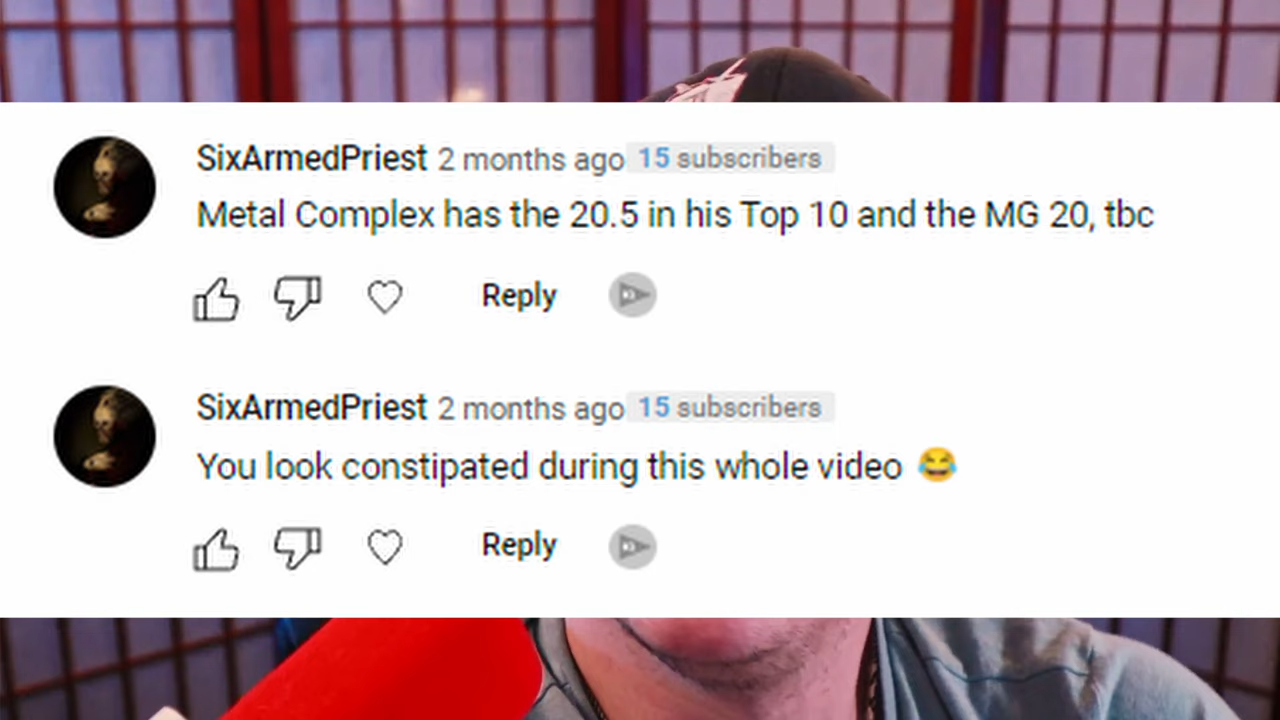 SixArmedPriest 2 months ago 15 subscribers
Metal Complex has the 20.5 in his Top 10 and the MG 20, tbc
Reply
SixArmedPriest 2 months ago 15 subscribers
You look constipated during this whole video 😂
Reply